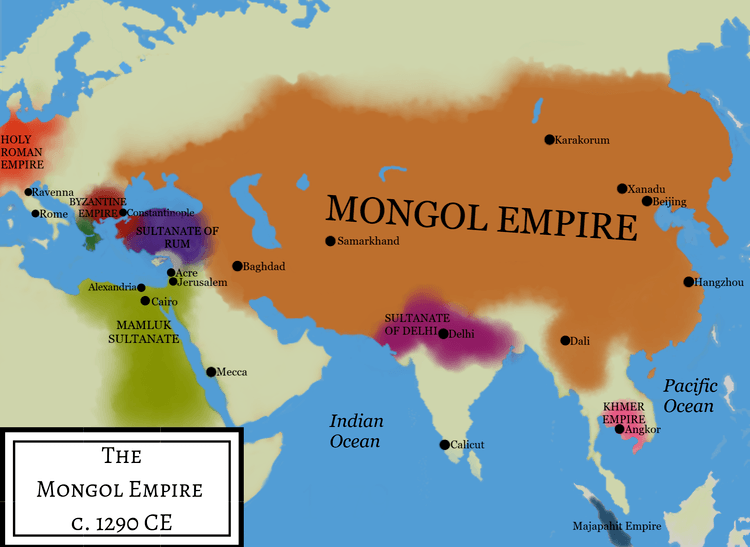 HOLY
ROMAN
EMPIRE
Ravenna
Rome
BYZANTINE
EMPIRE
Constantinople
SULTANATE OF
RUM
Acre
Jerusalem
Alexandria
Cairo
MAMLUK
SULTANATE
Mecca
Baghdad
Samarkhand
MONGOL EMPIRE
Karakorum
Xanadu
Beijing
Hangzhou
SULTANATE
OF DELHI
Delhi
Dali
Calicut
KHMER
EMPIRE
Angkor
Majapahit Empire
Indian
Ocean
Pacific
Ocean
The
Mongol Empire
c. 1290 CE